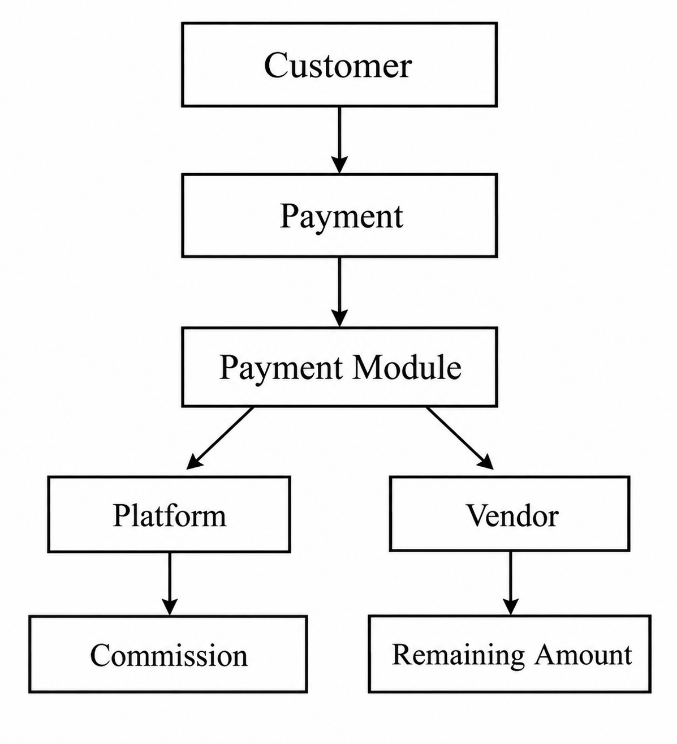 Customer
Payment
Payment Module
Platform
Vendor
Commission
Remaining Amount